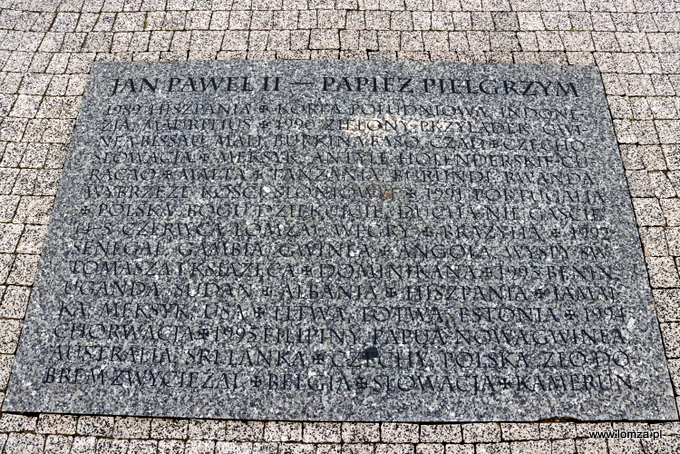 JAN PAWEŁ II — PAPIEŻ PIELGRZYM
1989 HISZPANIA ✠ KOREA POŁUDNIOWA, INDONE-
ZJA, MAURITIUS ✠ 1990 ZIELONY PRZYLĄDEK, GWI-
NEA BISSAU, MALI, BURKINA FASO, CZAD ✠ CZECHO-
SŁOWACJA ✠ MEKSYK, ANTYLE HOLENDERSKIE-CU-
RACAO ✠ MALTA ✠ TANZANIA, BURUNDI, RWANDA,
WYBRZEŻE KOŚCI SŁONIOWEJ ✠ 1991 PORTUGALIA
✠ POLSKA, BOGU DZIĘKUJCIE, DUCHA NIE GAŚCIE
4-5 CZERWCA ŁOMŻA, WĘGRY ✠ BRAZYLIA ✠ 1992
SENEGAL, GAMBIA, GWINEA ✠ ANGOLA, WYSPY ŚW.
TOMASZA I KSIĄŻĘCA ✠ DOMINIKANA ✠ 1993 BENIN,
UGANDA, SUDAN ✠ ALBANIA ✠ HISZPANIA ✠ JAMAJ-
KA, MEKSYK, USA ✠ LITWA, ŁOTWA, ESTONIA ✠ 1994
CHORWACJA ✠ 1995 FILIPINY, PAPUA NOWA GWINEA,
AUSTRALIA, SRI LANKA ✠ CZECHY, POLSKA, ZŁO DO-
BREM ZWYCIĘŻAJ, ✠ BELGIA ✠ SŁOWACJA ✠ KAMERUN,
www.lomza.pl